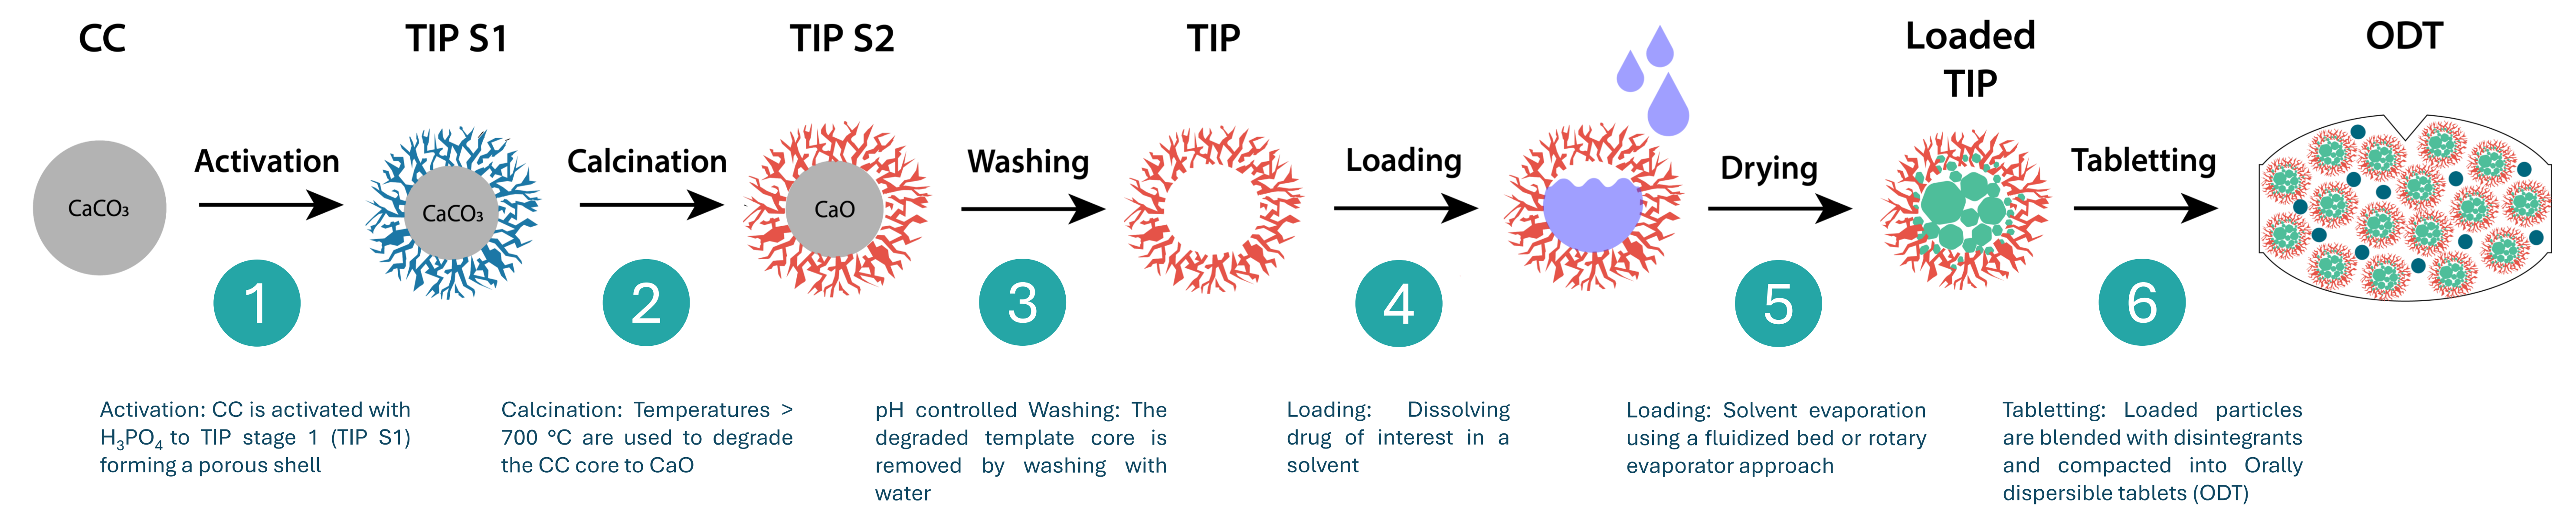 CC
TIP S1
TIP S2
TIP
Loaded
TIP
ODT
CaCO₃
Activation
CaCO₃
Calcination
CaO
Washing
Loading
Drying
Tabletting
1
2
3
4
5
6
Activation: CC is activated with
H₃PO₄ to TIP stage 1 (TIP S1)
forming a porous shell
Calcination: Temperatures >
700 °C are used to degrade
the CC core to CaO
pH controlled Washing: The
degraded template core is
removed by washing with
water
Loading: Dissolving
drug of interest in a
solvent
Loading: Solvent evaporation
using a fluidized bed or rotary
evaporator approach
Tabletting: Loaded particles
are blended with disintegrants
and compacted into Orally
dispersible tablets (ODT)